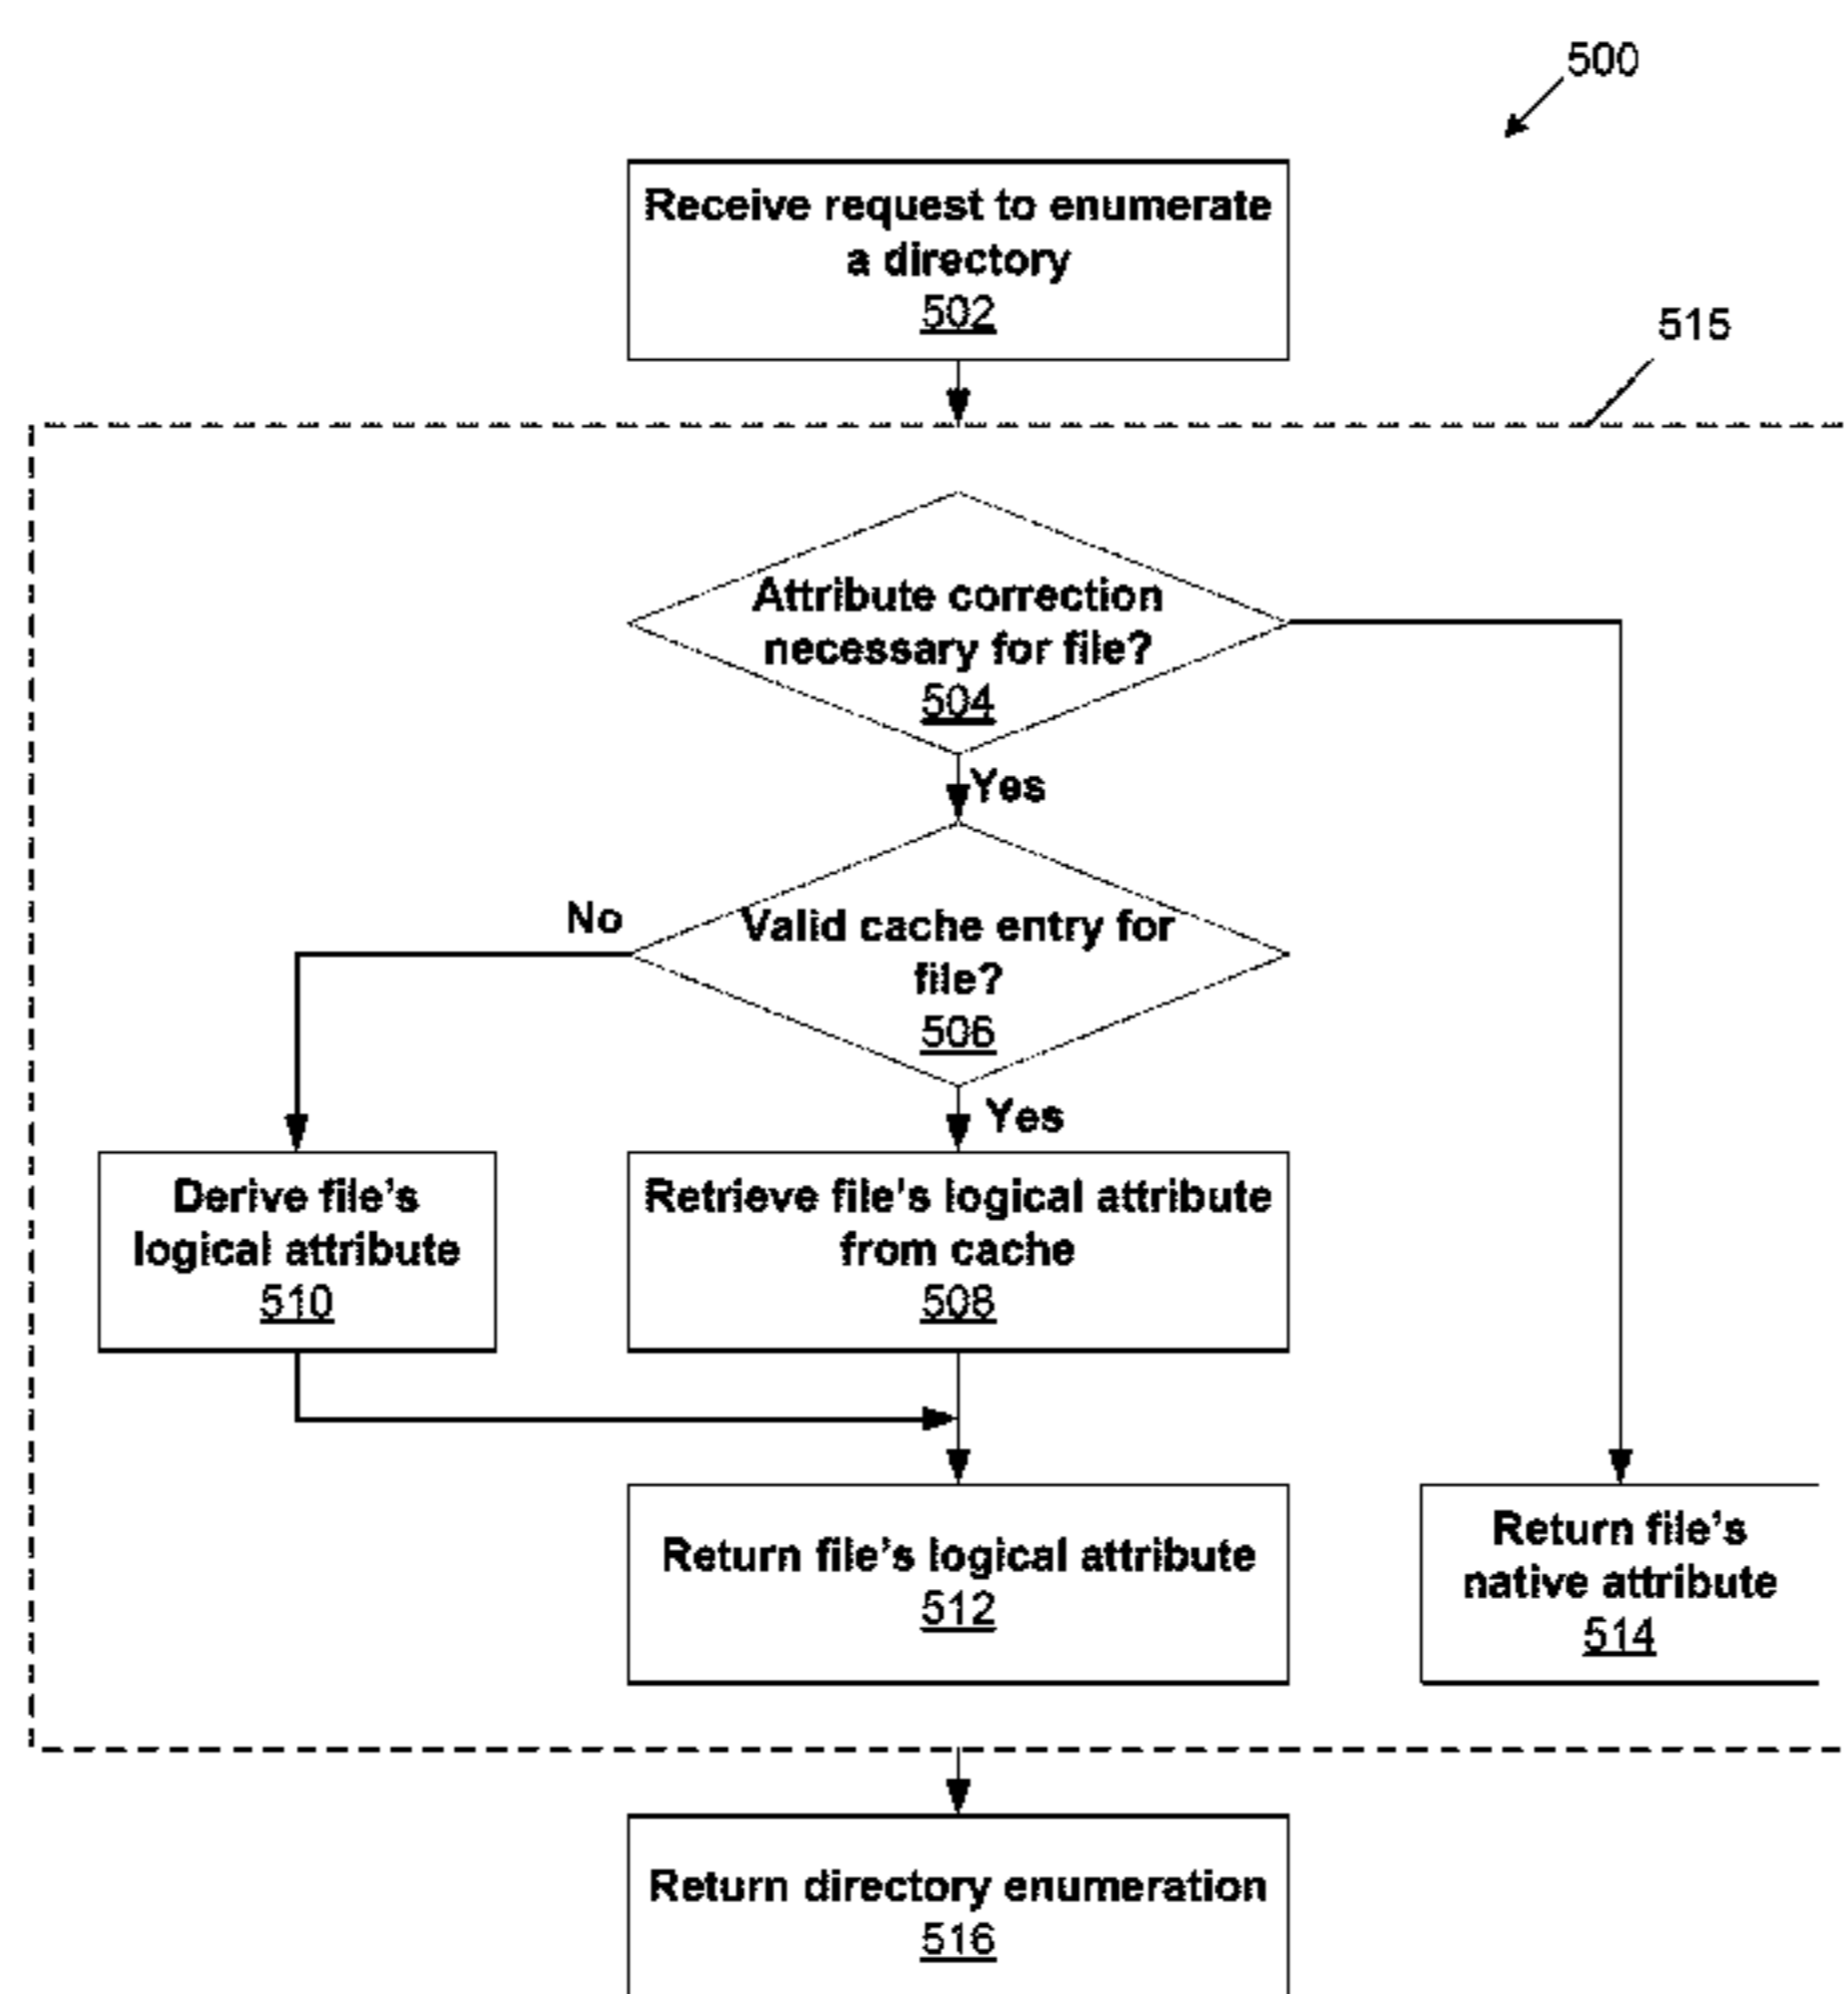 500
Receive request to enumerate
a directory
502
515
Attribute correction
necessary for file?
504
Yes
No
Valid cache entry for
file?
506
Yes
Derive file's
logical attribute
510
Retrieve file's logical attribute
from cache
508
Return file's logical attribute
512
Return file's
native attribute
514
Return directory enumeration
516